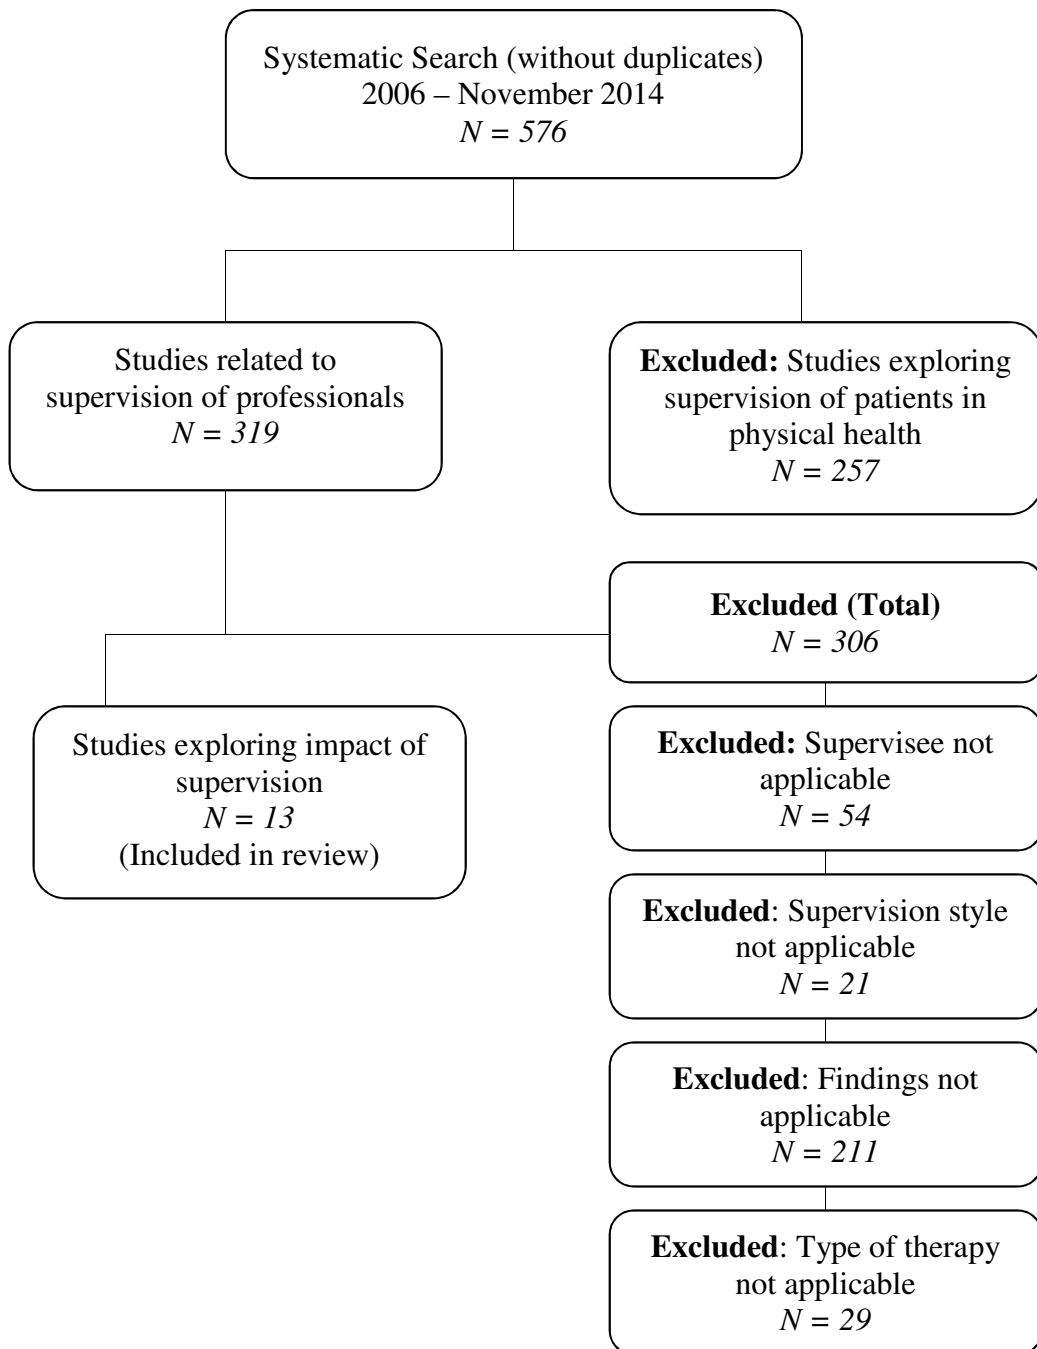 Systematic Search (without duplicates)
2006 – November 2014
N = 576
Studies related to
supervision of professionals
N = 319
Excluded: Studies exploring
supervision of patients in
physical health
N = 257
Excluded (Total)
N = 306
Studies exploring impact of
supervision
N = 13
(Included in review)
Excluded: Supervisee not
applicable
N = 54
Excluded: Supervision style
not applicable
N = 21
Excluded: Findings not
applicable
N = 211
Excluded: Type of therapy
not applicable
N = 29